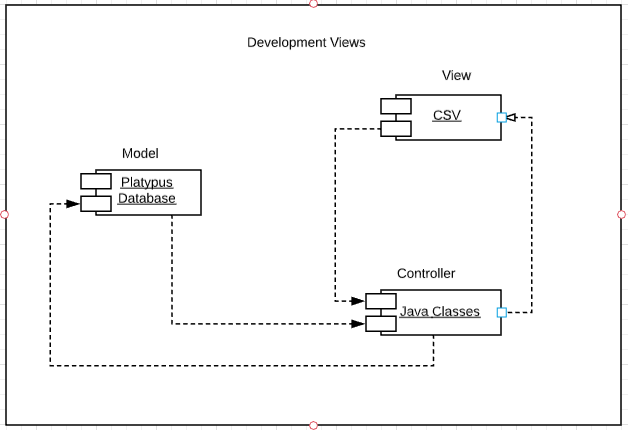 Development Views
View
CSV
Model
Platypus
Database
Controller
Java Classes